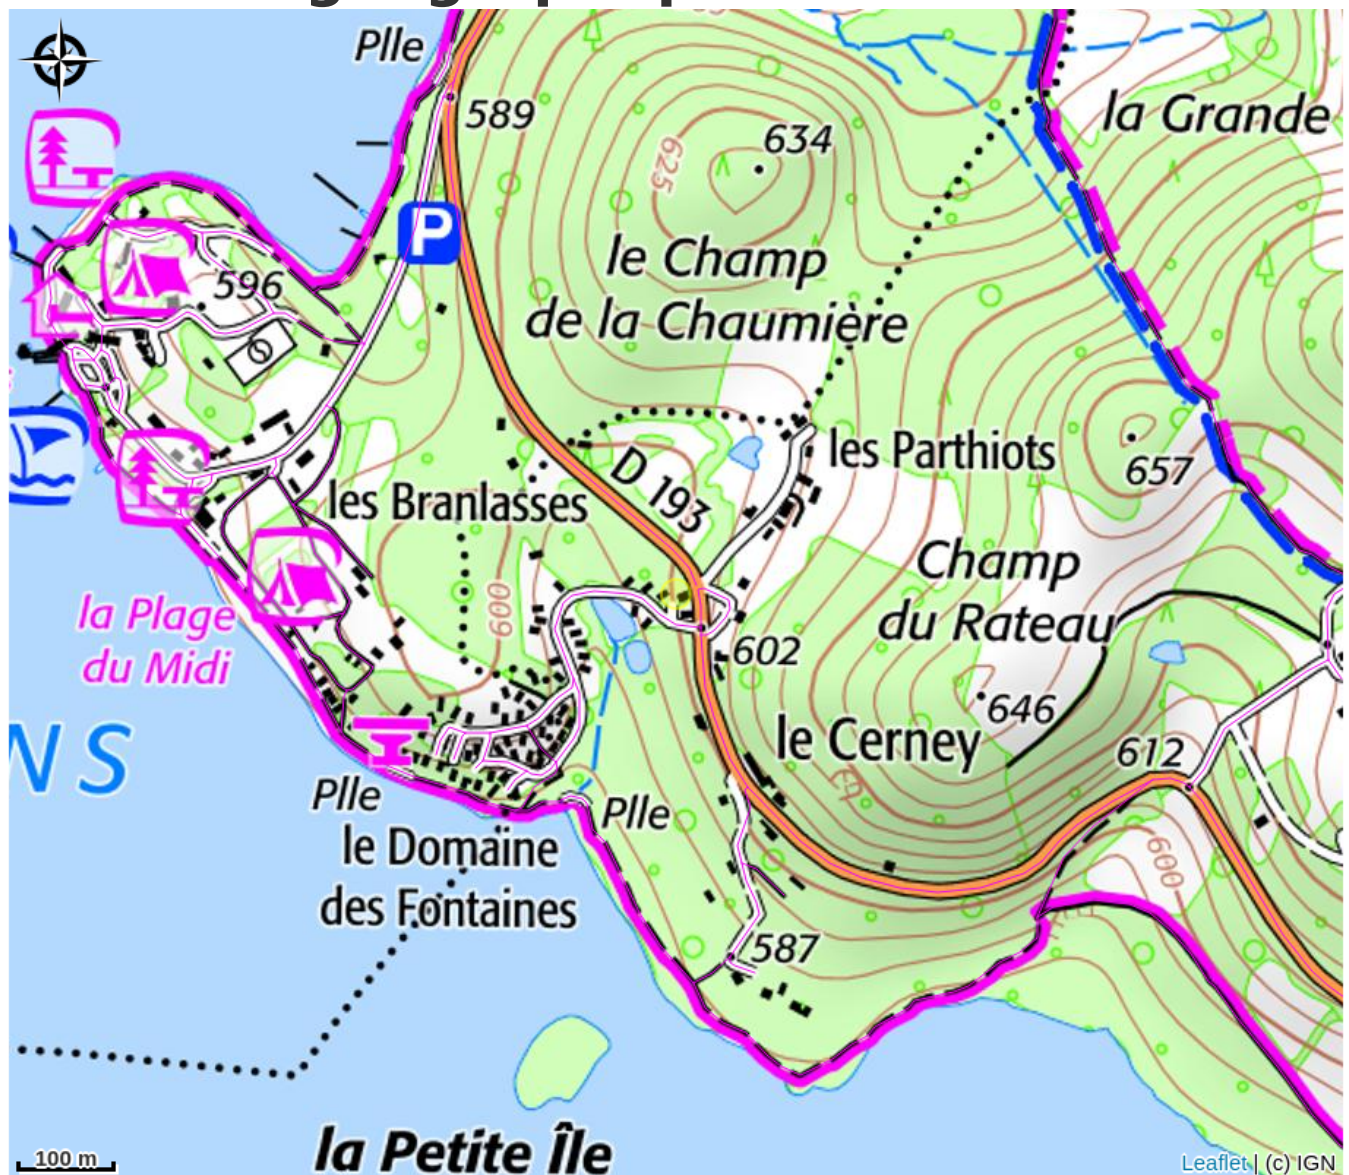 Plle
589
634
la Grande
625
le Champ
de la Chaumière
596
P
les Parthiots
657
D 193
les Branlasses
Champ
du Rateau
600
la Plage
du Midi
602
646
NS
le Cerney
612
Plle
Plle
le Domaine
des Fontaines
600
587
la Petite Île
100 m
Leaflet | (c) IGN